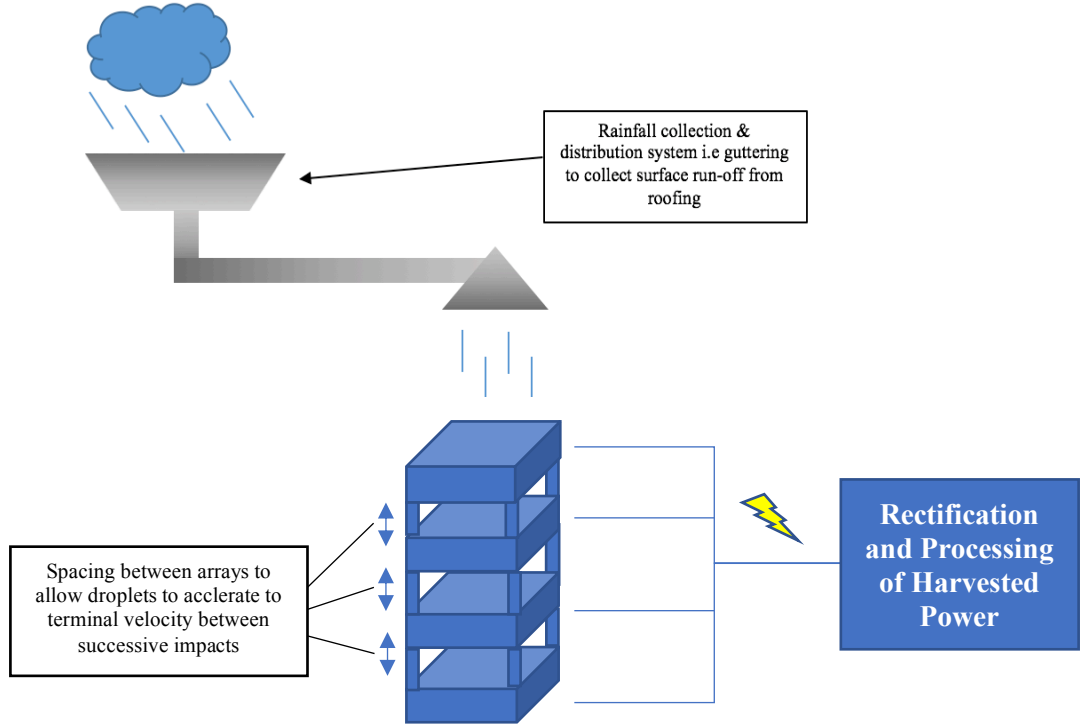 Rainfall collection &
distribution system i.e guttering
to collect surface run-off from
roofing
Spacing between arrays to
allow droplets to acclerate to
terminal velocity between
successive impacts
Rectification
and Processing
of Harvested
Power